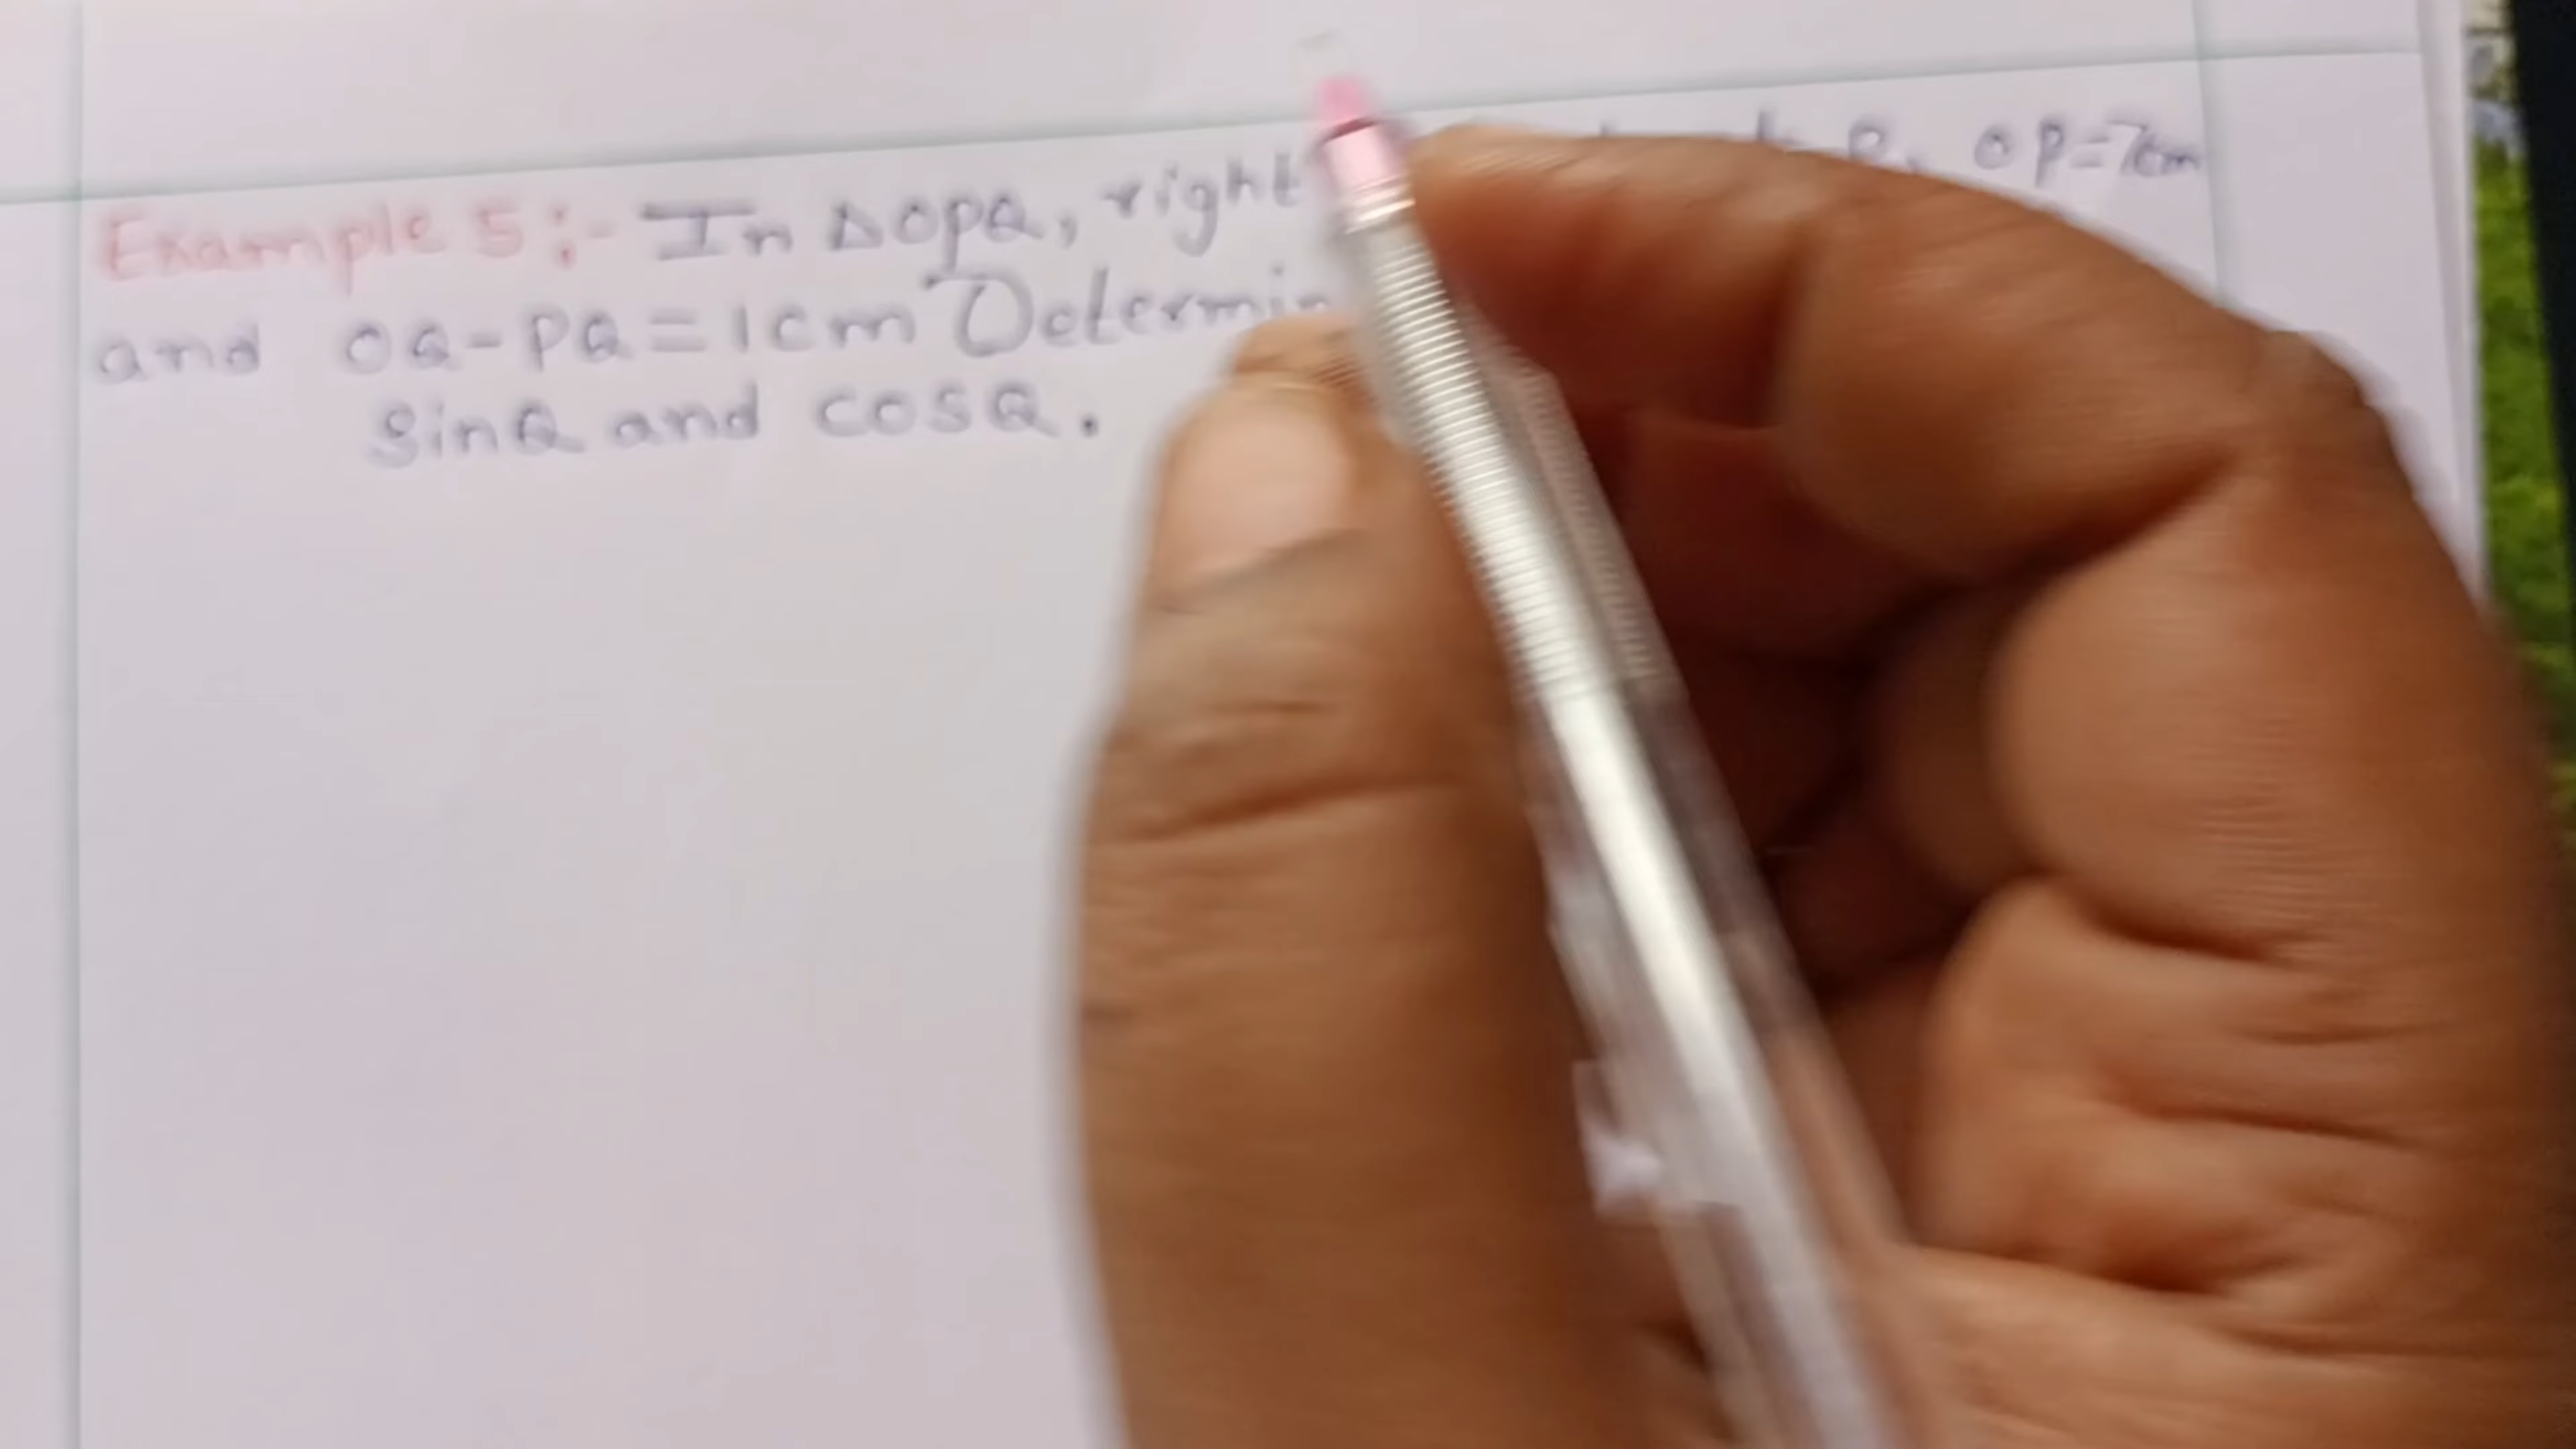 Example 5:- In ΔOPQ, right P, OP=7cm
and OQ-PQ=1cm Determin
sinQ and cosQ.